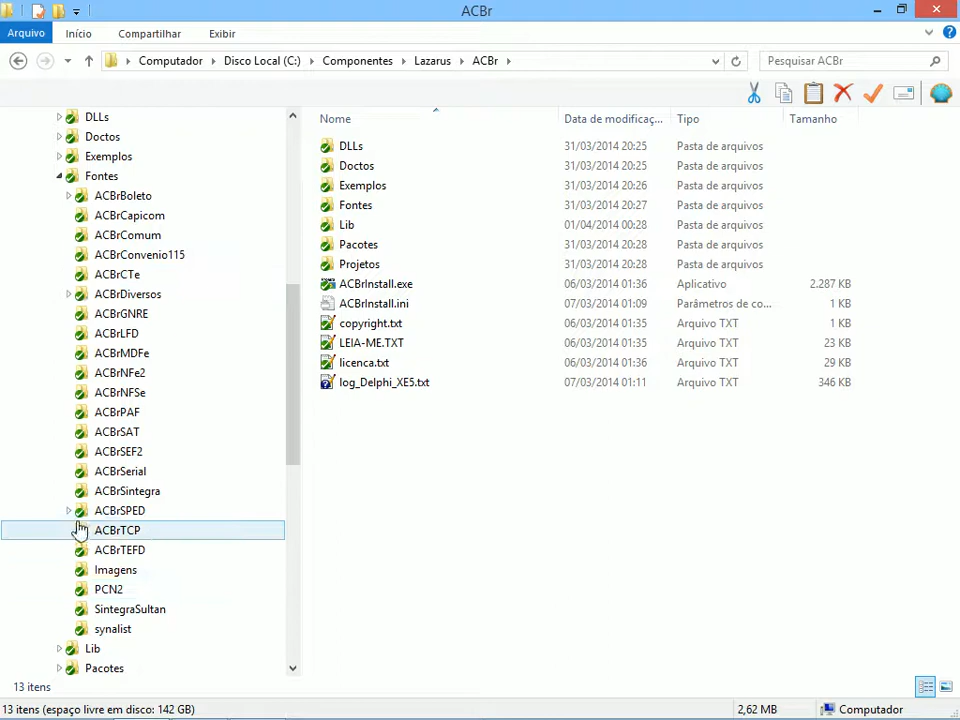 ACBr
Arquivo Início Compartilhar Exibir
Computador Disco Local (C:) Componentes Lazarus ACBr
Pesquisar ACBr
DLLs
Doctos
Exemplos
Fontes
ACBrBoleto
ACBrCapicom
ACBrComum
ACBrConvenio115
ACBrCTe
ACBrDiversos
ACBrGNRE
ACBrLFD
ACBrMDFe
ACBrNFe2
ACBrNFSe
ACBrPAF
ACBrSAT
ACBrSEF2
ACBrSerial
ACBrSintegra
ACBrSPED
ACBrTCP
ACBrTEFD
Imagens
PCN2
SintegraSultan
synalist
Lib
Pacotes
Nome Data de modificaç... Tipo Tamanho
DLLs 31/03/2014 20:25 Pasta de arquivos
Doctos 31/03/2014 20:25 Pasta de arquivos
Exemplos 31/03/2014 20:26 Pasta de arquivos
Fontes 31/03/2014 20:27 Pasta de arquivos
Lib 01/04/2014 00:28 Pasta de arquivos
Pacotes 31/03/2014 20:28 Pasta de arquivos
Projetos 31/03/2014 20:28 Pasta de arquivos
ACBrInstall.exe 06/03/2014 01:36 Aplicativo 2.287 KB
ACBrInstall.ini 07/03/2014 01:09 Parâmetros de co... 1 KB
copyright.txt 06/03/2014 01:35 Arquivo TXT 1 KB
LEIA-ME.TXT 06/03/2014 01:35 Arquivo TXT 23 KB
licenca.txt 06/03/2014 01:36 Arquivo TXT 29 KB
log_Delphi_XE5.txt 07/03/2014 01:11 Arquivo TXT 346 KB
13 itens
13 itens (espaço livre em disco: 142 GB) 2,62 MB Computador